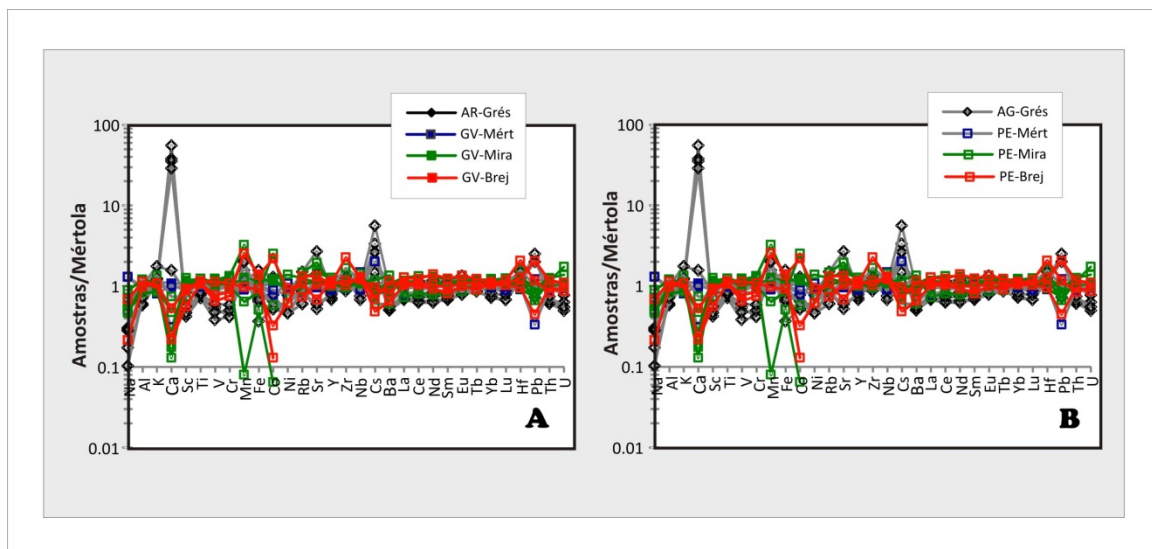 AR-Grés
GV-Mért
GV-Mira
GV-Brej
100
10
1
0.1
0.01
Amostras/Mértola
Na Al K Ca Sc Ti V Cr Mn Fe Co Ni Rb Sr Y Zr Nb Cs Ba La Ce Nd Sm Eu Tb Yb Lu Hf Pb Th U
A
AG-Grés
PE-Mért
PE-Mira
PE-Brej
100
10
1
0.1
0.01
Amostras/Mértola
Na Al K Ca Sc Ti V Cr Mn Fe Co Ni Rb Sr Y Zr Nb Cs Ba La Ce Nd Sm Eu Tb Yb Lu Hf Pb Th U
B